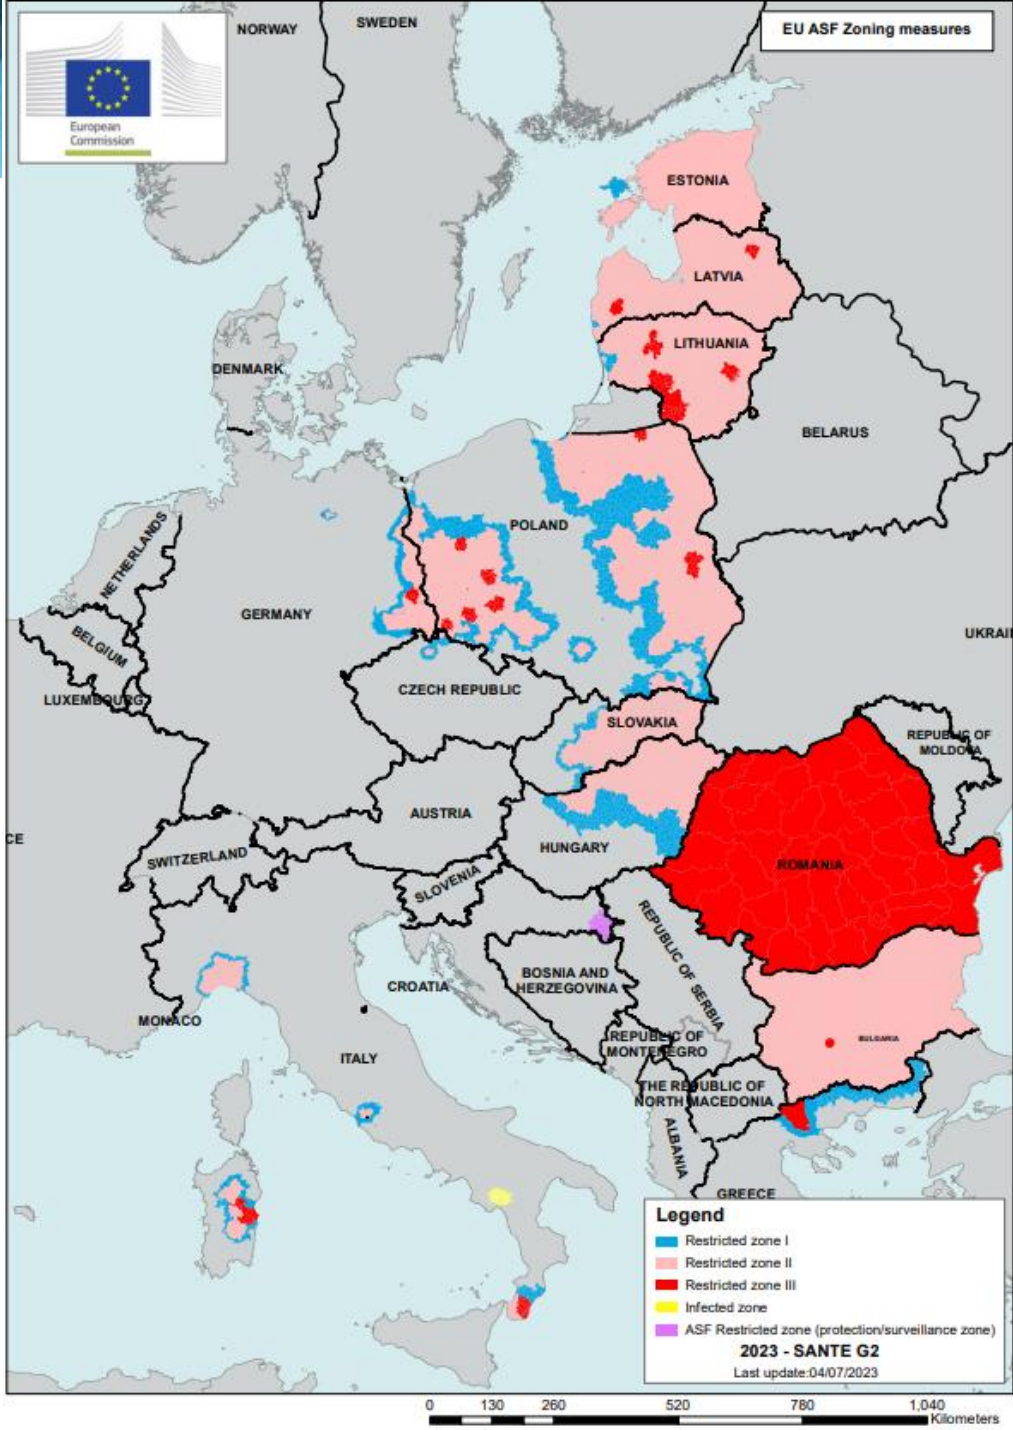 NORWAY
SWEDEN
EU ASF Zoning measures
European
Commission
ESTONIA
LATVIA
LITHUANIA
DENMARK
BELARUS
NETHERLANDS
POLAND
GERMANY
BELGIUM
UKRAI
LUXEMBOURG
CZECH REPUBLIC
SLOVAKIA
REPUBLIC OF
MOLDOVA
AUSTRIA
CE
HUNGARY
SWITZERLAND
ROMANIA
SLOVENIA
REPUBLIC OF SERBIA
BOSNIA AND
HERZEGOVINA
CROATIA
MONACO
REPUBLIC OF
MONTENEGRO
BULGARIA
ITALY
THE REPUBLIC OF
NORTH MACEDONIA
ALBANIA
GREECE
Legend
Restricted zone I
Restricted zone II
Restricted zone III
Infected zone
ASF Restricted zone (protection/surveillance zone)
2023 - SANTE G2
Last update:04/07/2023
0 130 260 520 780 1,040
Kilometers